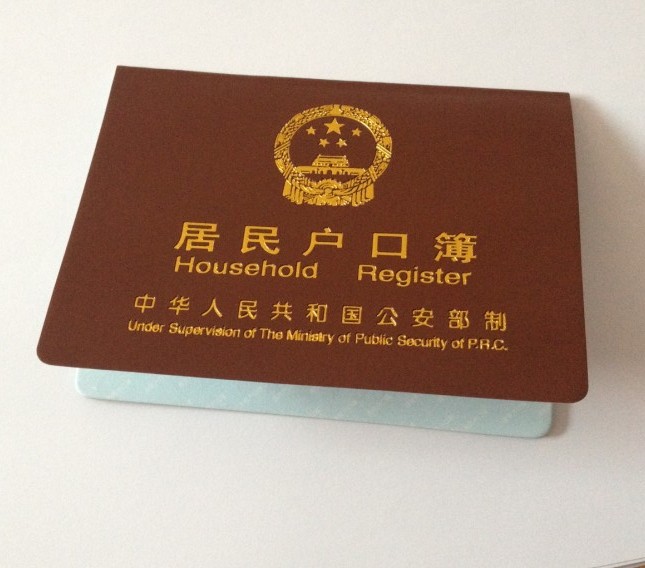 居民户口簿
Household Register
中华人民共和国公安部制
Under Supervision of The Ministry of Public Security of P.R.C.